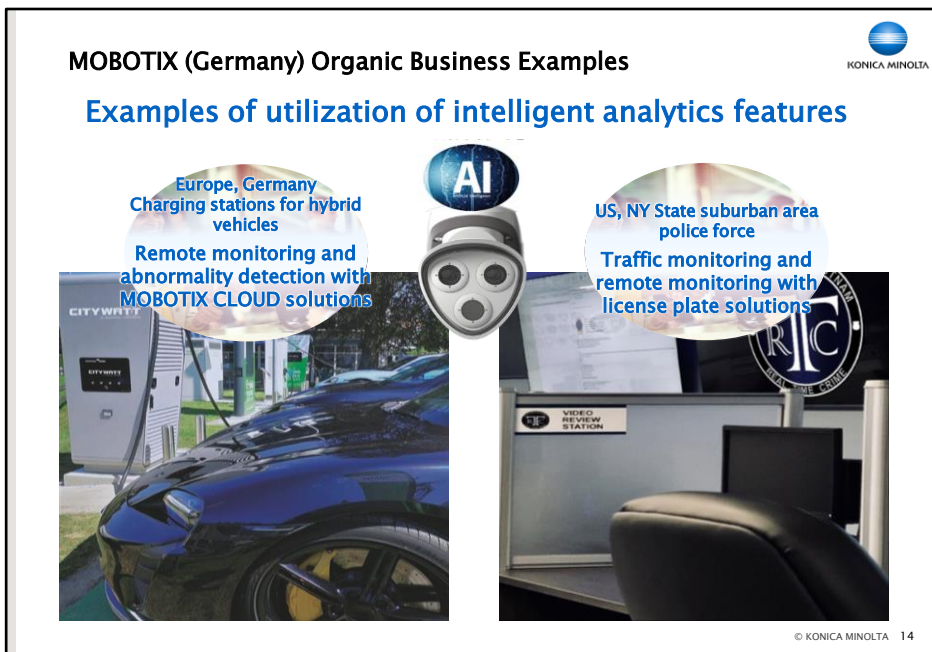 MOBOTIX (Germany) Organic Business Examples
KONICA MINOLTA
Examples of utilization of intelligent analytics features
AI
Europe, Germany
Charging stations for hybrid
vehicles
Remote monitoring and
abnormality detection with
MOBOTIX CLOUD solutions
US, NY State suburban area
police force
Traffic monitoring and
remote monitoring with
license plate solutions
CITYWATT
CITYWATT
RTC
REAL TIME CRIME
VIDEO
REVIEW
STATION
© KONICA MINOLTA 14